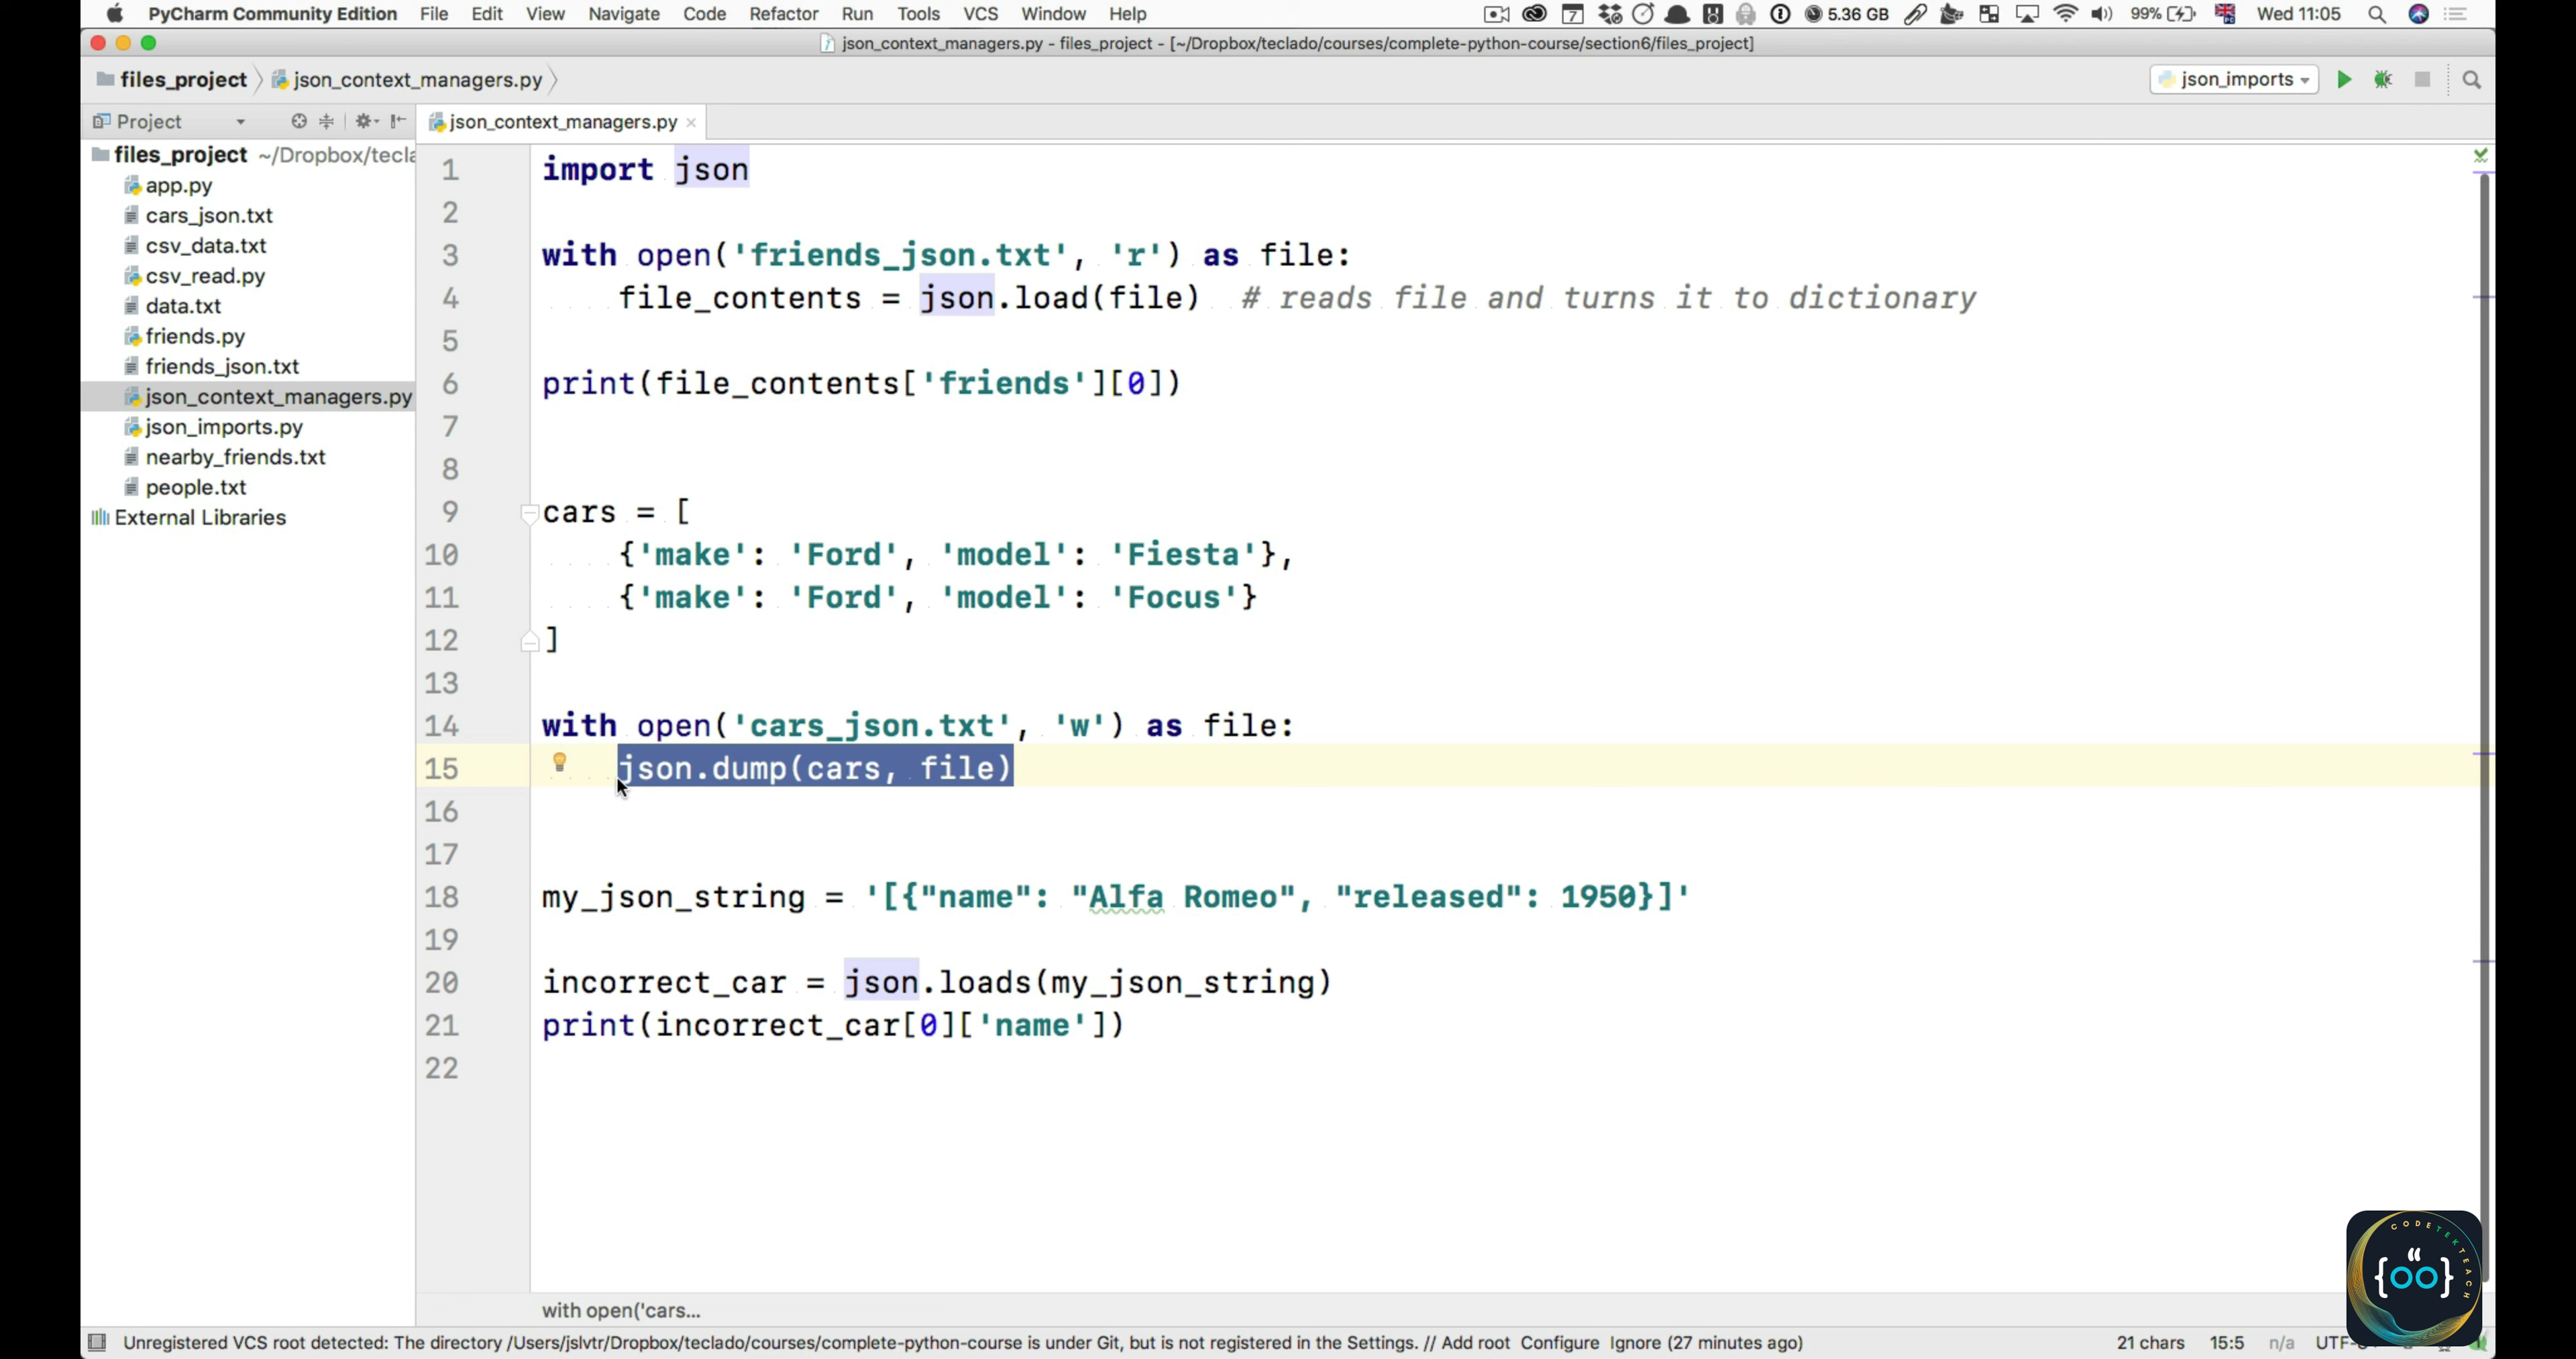 PyCharm Community Edition File Edit View Navigate Code Refactor Run Tools VCS Window Help 7 5.36 GB 99% Wed 11:05
json_context_managers.py - files_project - [~/Dropbox/teclado/courses/complete-python-course/section6/files_project]
files_project json_context_managers.py json_imports
Project json_context_managers.py
files_project ~/Dropbox/tecla
app.py
cars_json.txt
csv_data.txt
csv_read.py
data.txt
friends.py
friends_json.txt
json_context_managers.py
json_imports.py
nearby_friends.txt
people.txt
External Libraries
1 import json
2
3 with open('friends_json.txt', 'r') as file:
4 file_contents = json.load(file) # reads file and turns it to dictionary
5
6 print(file_contents['friends'][0])
7
8
9 cars = [
10 {'make': 'Ford', 'model': 'Fiesta'},
11 {'make': 'Ford', 'model': 'Focus'}
12 ]
13
14 with open('cars_json.txt', 'w') as file:
15 json.dump(cars, file)
16
17
18 my_json_string = '[{"name": "Alfa Romeo", "released": 1950}]'
19
20 incorrect_car = json.loads(my_json_string)
21 print(incorrect_car[0]['name'])
22
with open('cars...
CODETEKTEACH
Unregistered VCS root detected: The directory /Users/jslvtr/Dropbox/teclado/courses/complete-python-course is under Git, but is not registered in the Settings. // Add root Configure Ignore (27 minutes ago) 21 chars 15:5 n/a